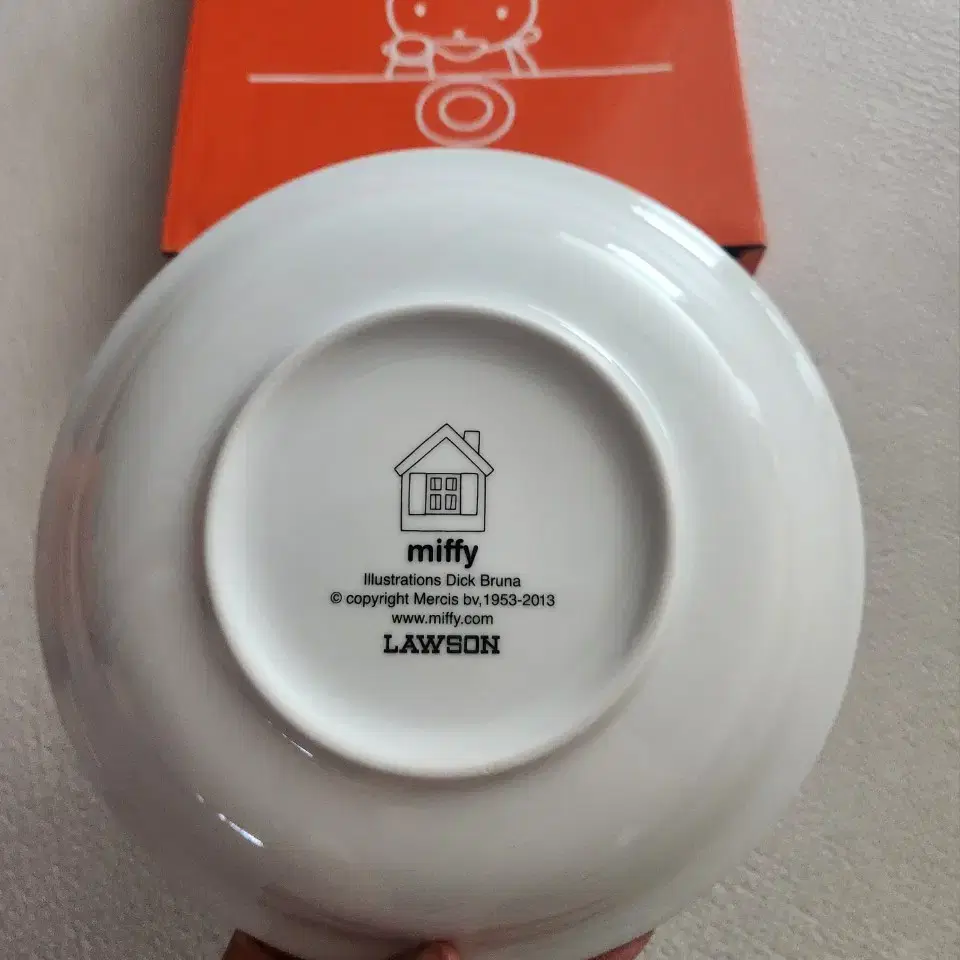 miffy
Illustrations Dick Bruna
© copyright Mercis bv,1953-2013
www.miffy.com
LAWSON